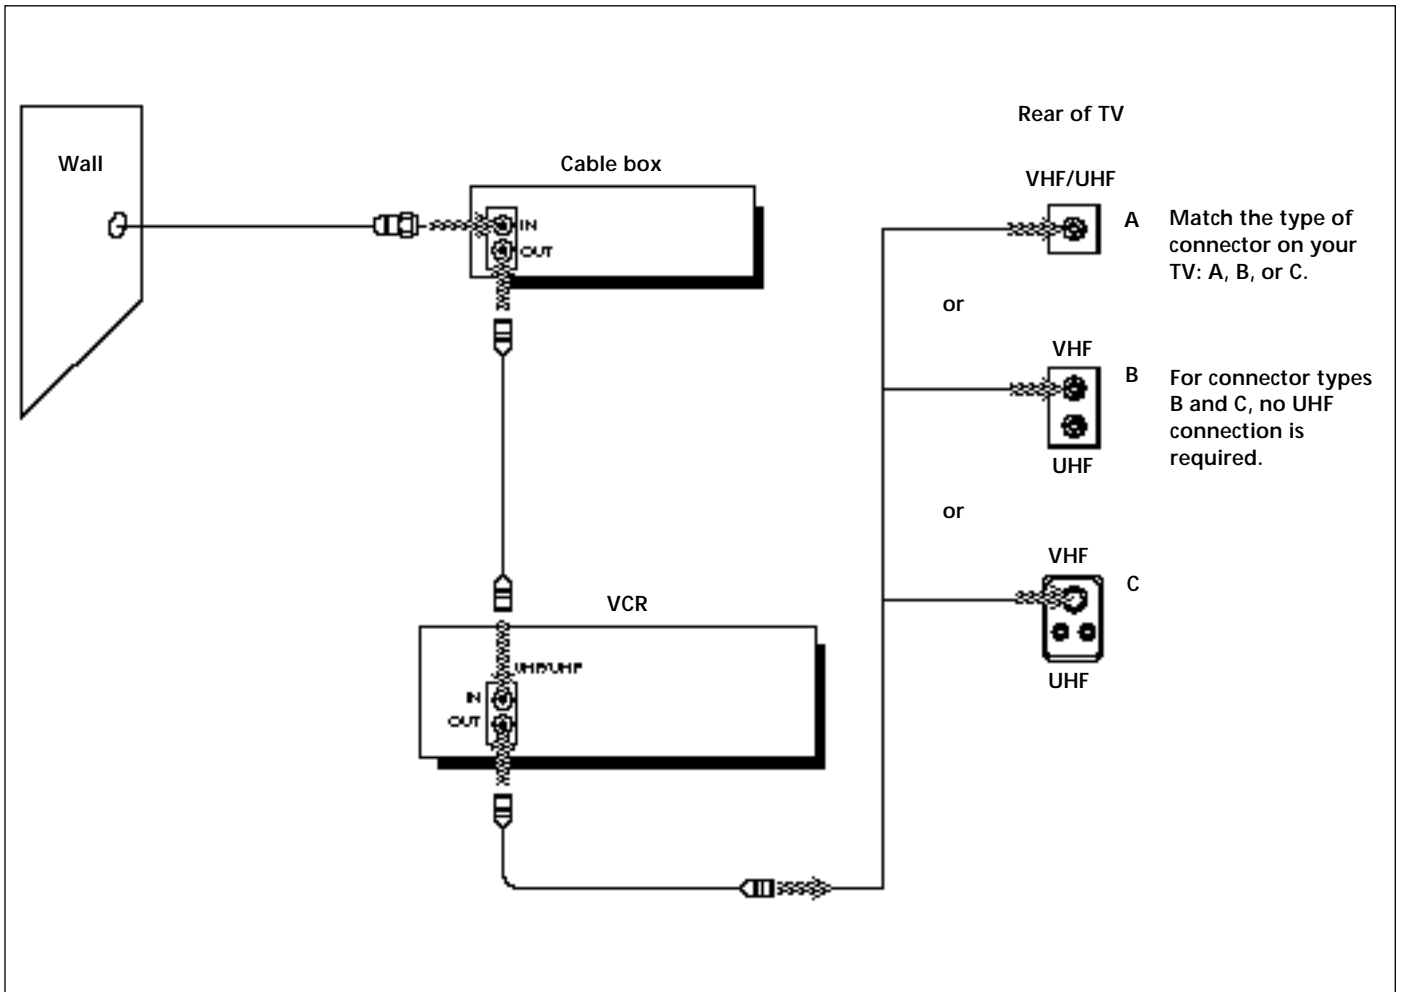 Rear of TV
Wall
Cable box
VHF/UHF
IN
OUT
A
Match the type of
connector on your
TV: A, B, or C.
or
VHF
B
For connector types
B and C, no UHF
connection is
required.
UHF
or
VHF
C
UHF
VCR
IN
OUT